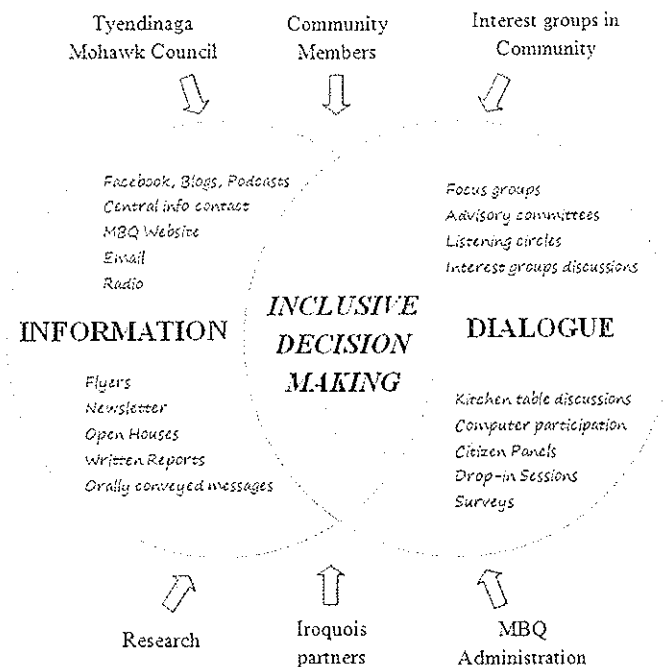 Tyendinaga
Mohawk Council
Community
Members
Interest groups in
Community
Facebook, Blogs, Podcasts
Central info contact
MBQ Website
Email
Radio
Focus groups
Advisory committees
Listening circles
Interest groups discussions
INFORMATION
INCLUSIVE
DECISION
MAKING
DIALOGUE
Flyers
Newsletter
Open Houses
Written Reports
Orally conveyed messages
Kitchen table discussions
Computer participation
Citizen Panels
Drop-in Sessions
Surveys
Research
Iroquois
partners
MBQ
Administration